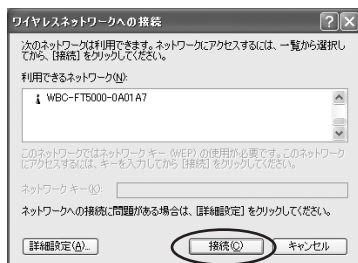 ワイヤレスネットワークへの接続
次のネットワークは利用できます。ネットワークにアクセスするには、一覧から選択し
てから、[接続] をクリックしてください。
利用できるネットワーク(N):
WBC-FT5000-0A01A7
このネットワークではネットワーク キー (WEP) の使用が必要です。このネットワーク
にアクセスするには、キーを入力してから [接続] をクリックしてください。
ネットワーク キー(K):
ネットワークへの接続に問題がある場合は、[詳細設定] をクリックしてください。
詳細設定(A)... 接続(C) キャンセル